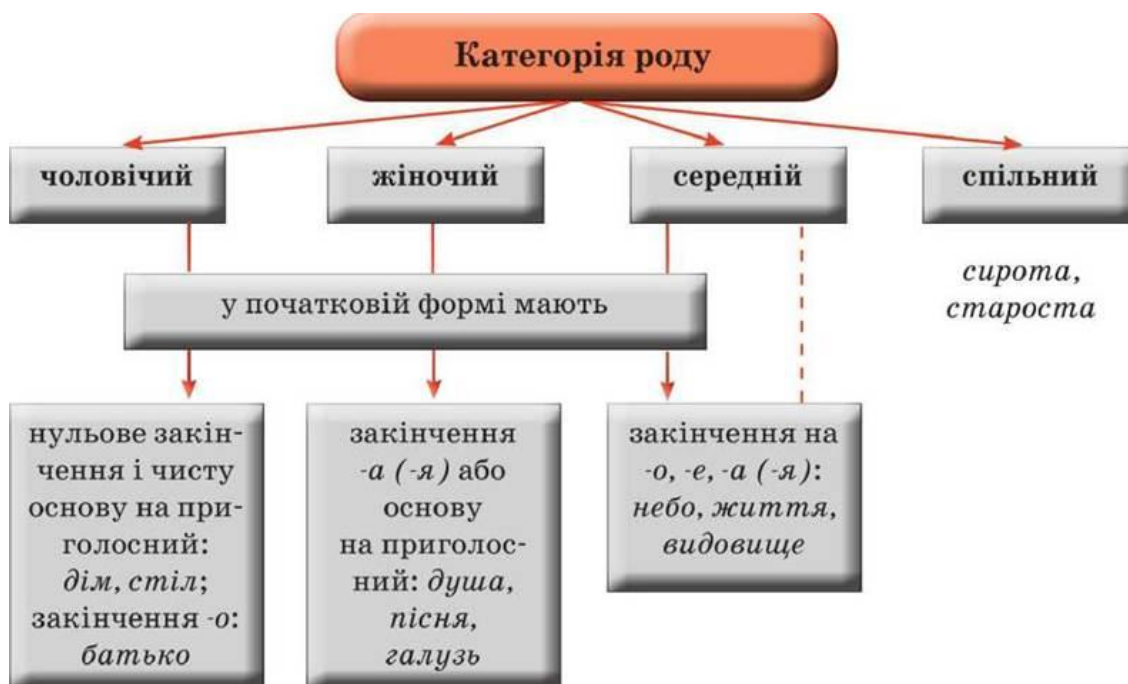 Категорія роду
чоловічий
жіночий
середній
спільний
сирота,
староста
у початковій формі мають
нульове закін-
чення і чисту
основу на при-
голосний:
дім, стіл;
закінчення -о:
батько
закінчення
-а (-я) або
основу
на приголос-
ний: душа,
пісня,
галузь
закінчення на
-о, -е, -а (-я):
небо, життя,
видовище